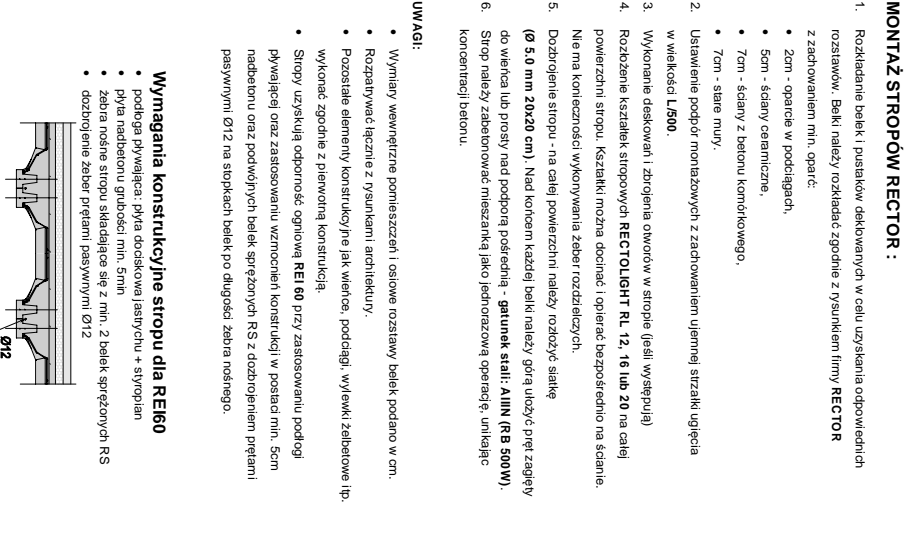 MONTAŻ STROPÓW RECTOR :
1. Rozkładanie belek i pustaków deklowanych w celu uzyskania odpowiednich
rozstawów. Belki należy rozkładać zgodnie z rysunkiem firmy RECTOR
z zachowaniem min. oparć:
• 2cm - oparcie w podciągach,
• 5cm - ściany ceramiczne,
• 7cm - ściany z betonu komórkowego,
• 7cm - stare mury.
2. Ustawienie podpór montażowych z zachowaniem ujemnej strzałki ugięcia
w wielkości L/500.
3. Wykonanie deskowań i zbrojenia otworów w stropie (jeśli występują)
4. Rozłożenie kształtek stropowych RECTOLIGHT RL 12, 16 lub 20 na całej
powierzchni stropu. Kształtki można docinać i opierać bezpośrednio na ścianie.
Nie ma konieczności wykonywania żeber rozdzielczych.
5. Dozbrojenie stropu - na całej powierzchni należy rozłożyć siatkę
(Ø 5.0 mm 20x20 cm). Nad końcem każdej belki należy górą ułożyć pręt zagięty
do wieńca lub prosty nad podporą pośrednią - gatunek stali: AIIIN (RB 500W).
6. Strop należy zabetonować mieszanką jako jednorazową operację, unikając
koncentracji betonu.
UWAGI:
• Wymiary wewnętrzne pomieszczeń i osiowe rozstawy belek podano w cm.
• Rozpatrywać łącznie z rysunkami architektury.
• Pozostałe elementy konstrukcyjne jak wieńce, podciągi, wylewki żelbetowe itp.
wykonać zgodnie z pierwotną konstrukcją.
• Stropy uzyskują odporność ogniową REI 60 przy zastosowaniu podłogi
pływającej oraz zastosowaniu wzmocnień konstrukcji w postaci min. 5cm
nadbetonu oraz podwójnych belek sprężonych RS z dozbrojeniem prętami
pasywnymi Ø12 na stopkach belek po długości żebra nośnego.
Wymagania konstrukcyjne stropu dla REI60
• podłoga pływająca: płyta dociskowa jastrychu + styropian
• płyta nadbetonu grubości min. 5min
• żebra nośne stropu składające się z min. 2 belek sprężonych RS
• dozbrojenie żeber prętami pasywnymi Ø12
Ø12